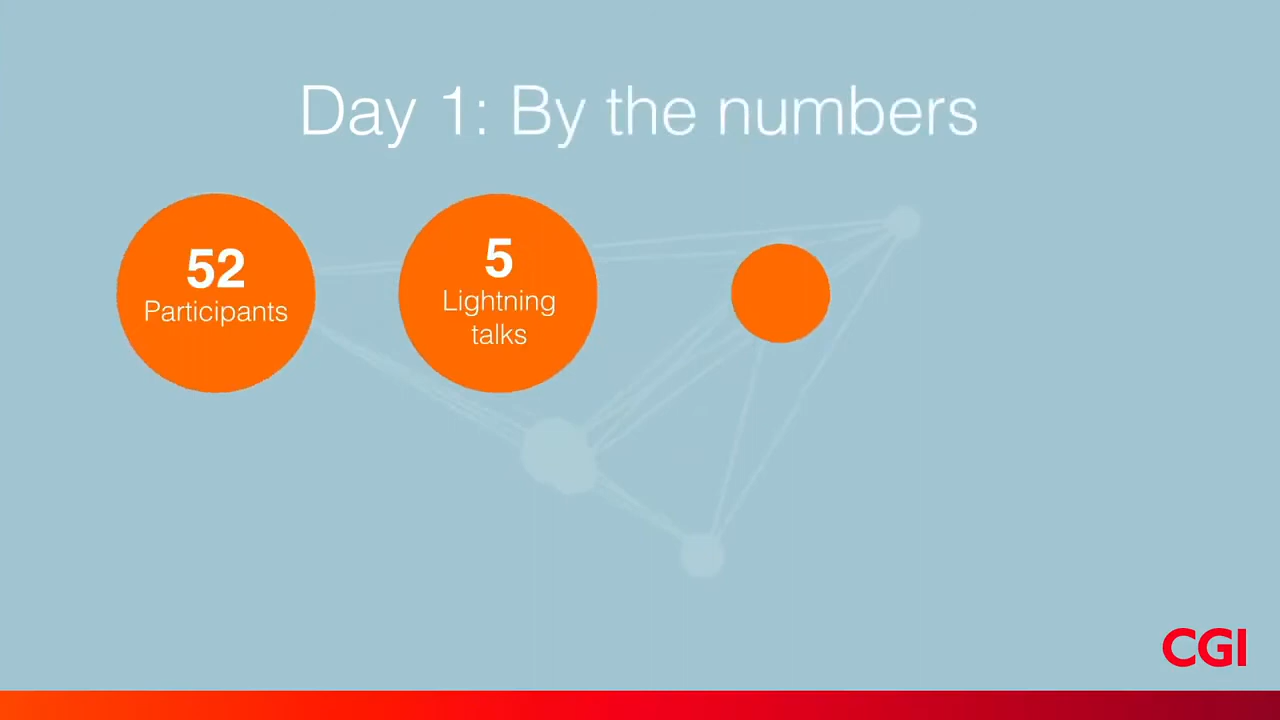 Day 1: By the numbers
52
Participants
5
Lightning
talks
CGI